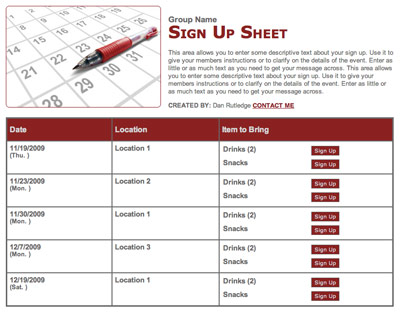 Group Name
SIGN UP SHEET
This area allows you to enter some descriptive text about your sign up. Use it to
give your members instructions or to clarify on the details of the event. Enter as
little or as much text as you need to get your message across. This area allows
you to enter some descriptive text about your sign up. Use it to give your
members instructions or to clarify on the details of the event. Enter as little or
as much text as you need to get your message across.
CREATED BY: Dan Rutledge CONTACT ME
Date Location Item to Bring
11/19/2009 Location 1 Drinks (2) Sign Up
(Thu. )
Snacks Sign Up
11/23/2009 Location 2 Drinks (2) Sign Up
(Mon. )
Snacks Sign Up
11/30/2009 Location 1 Drinks (2) Sign Up
(Mon. )
Snacks Sign Up
12/7/2009 Location 3 Drinks (2) Sign Up
(Mon. )
Snacks Sign Up
12/19/2009 Location 1 Drinks (2) Sign Up
(Sat. )
Snacks Sign Up